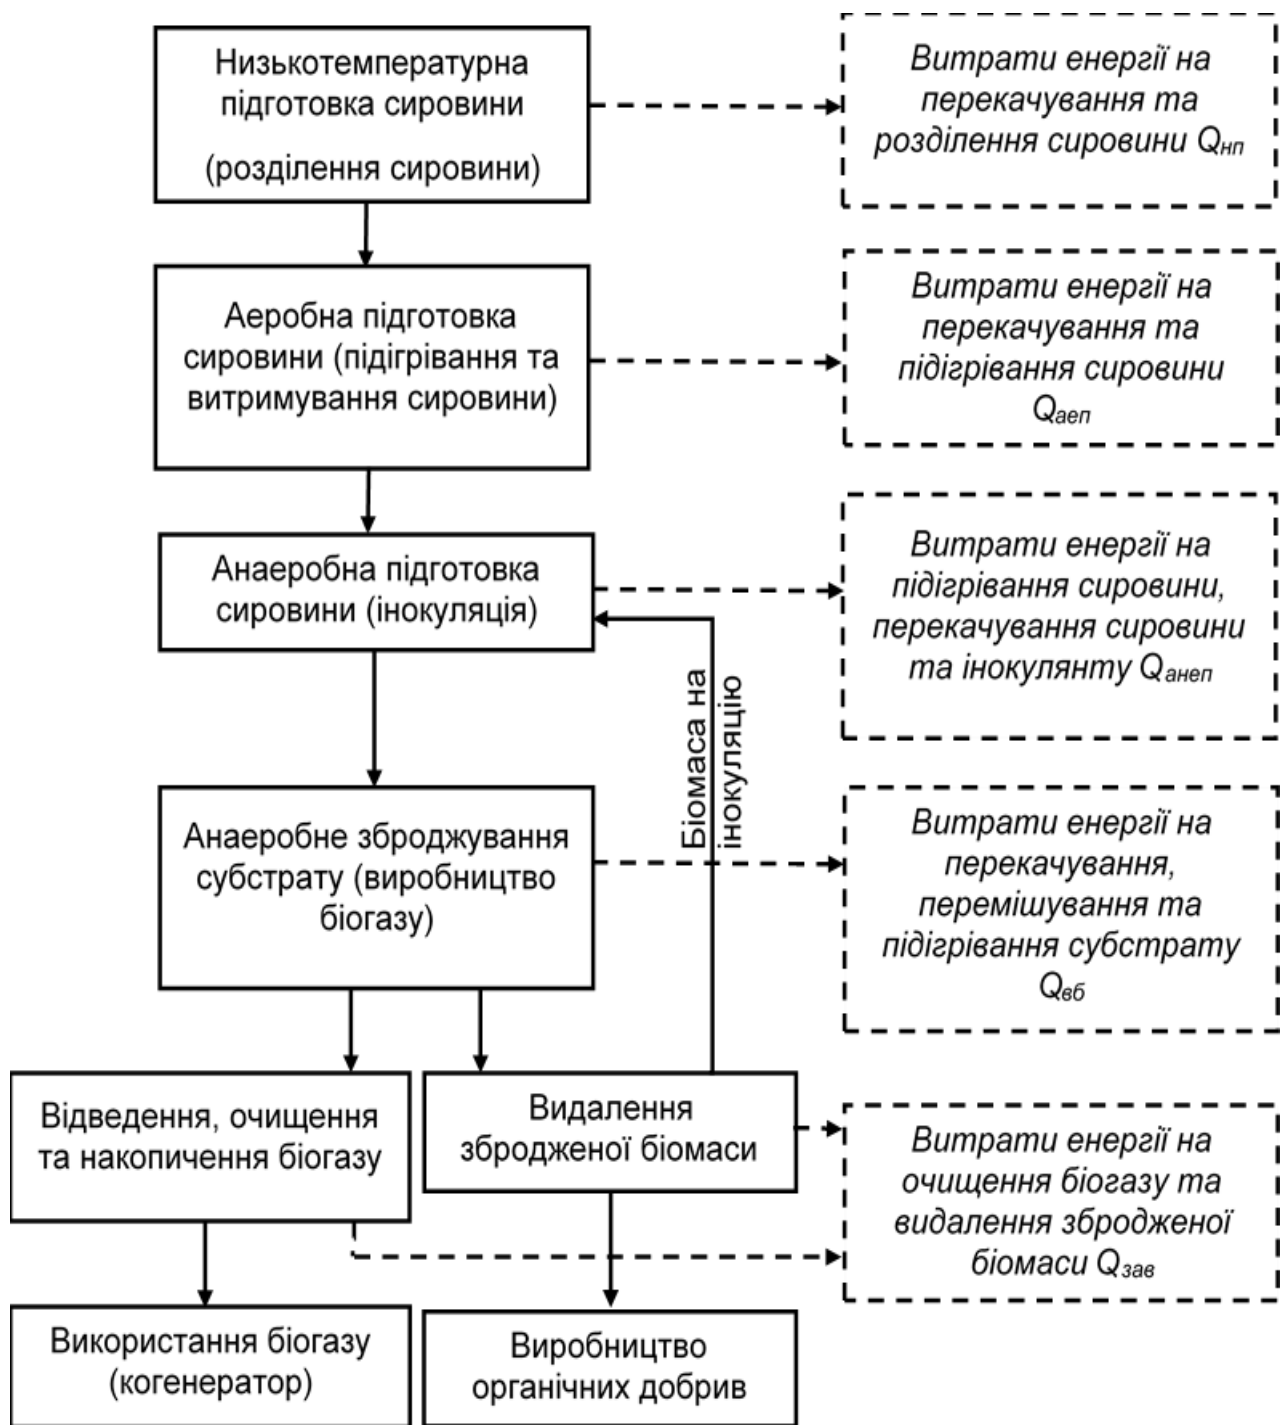 Низькотемпературна
підготовка сировини
(розділення сировини)
Витрати енергії на
перекачування та
розділення сировини Qнп
Аеробна підготовка
сировини (підігрівання та
витримування сировини)
Витрати енергії на
перекачування та
підігрівання сировини
Qаеп
Анаеробна підготовка
сировини (інокуляція)
Витрати енергії на
підігрівання сировини,
перекачування сировини
та інокулянту Qанеп
Біомаса на
інокуляцію
Анаеробне зброджування
субстрату (виробництво
біогазу)
Витрати енергії на
перекачування,
перемішування та
підігрівання субстрату
Qвб
Відведення, очищення
та накопичення біогазу
Видалення
збродженої біомаси
Витрати енергії на
очищення біогазу та
видалення збродженої
біомаси Qзав
Використання біогазу
(когенератор)
Виробництво
органічних добрив